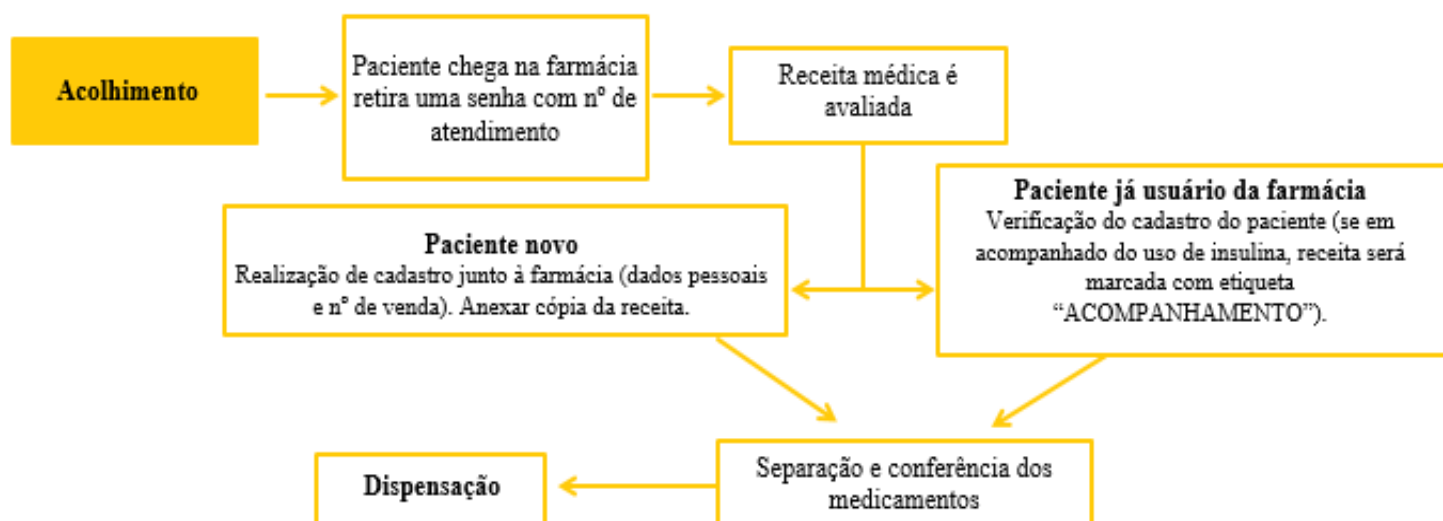 Acolhimento
Paciente chega na farmácia
retira uma senha com nº de
atendimento
Receita médica é
avaliada
Paciente novo
Realização de cadastro junto à farmácia (dados pessoais
e nº de venda). Anexar cópia da receita.
Paciente já usuário da farmácia
Verificação do cadastro do paciente (se em
acompanhado do uso de insulina, receita será
marcada com etiqueta
“ACOMPANHAMENTO”).
Separação e conferência dos
medicamentos
Dispensação